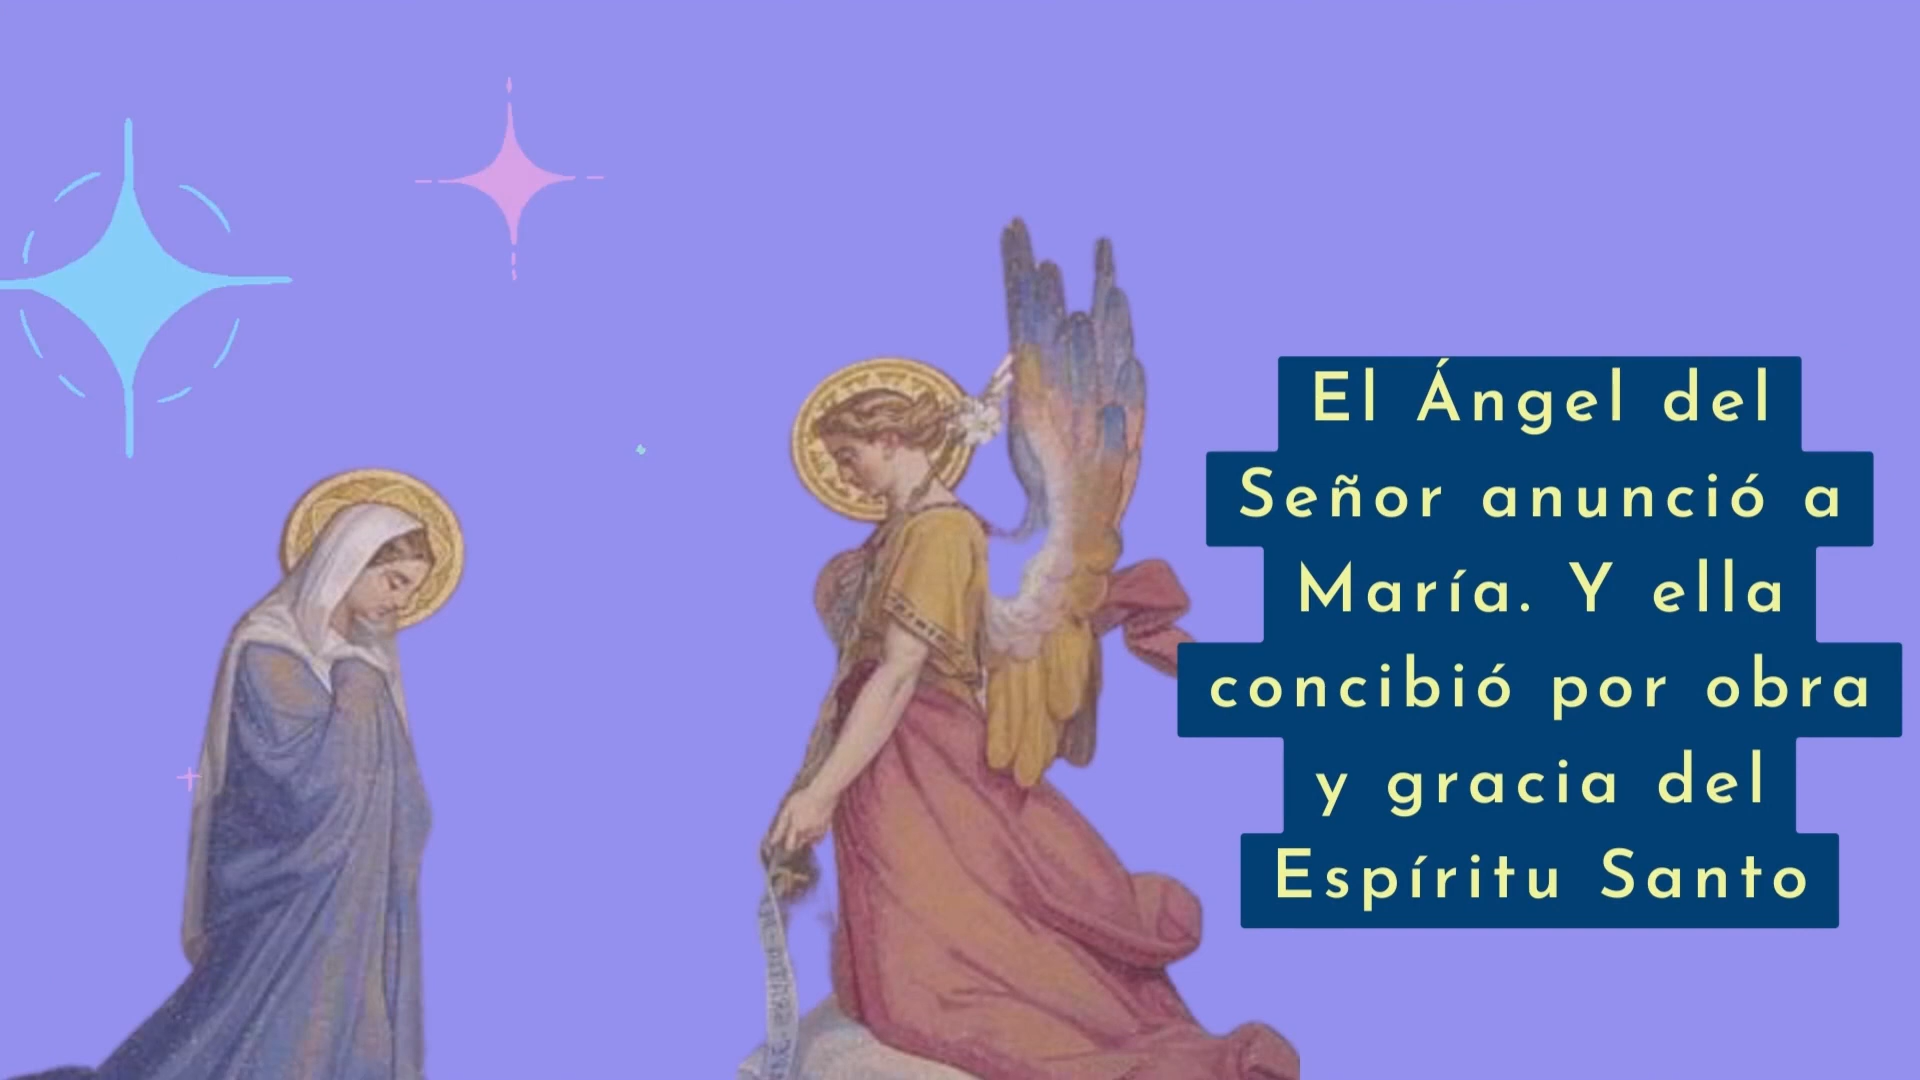 El Ángel del
Señor anunció a
María. Y ella
concibió por obra
y gracia del
Espíritu Santo